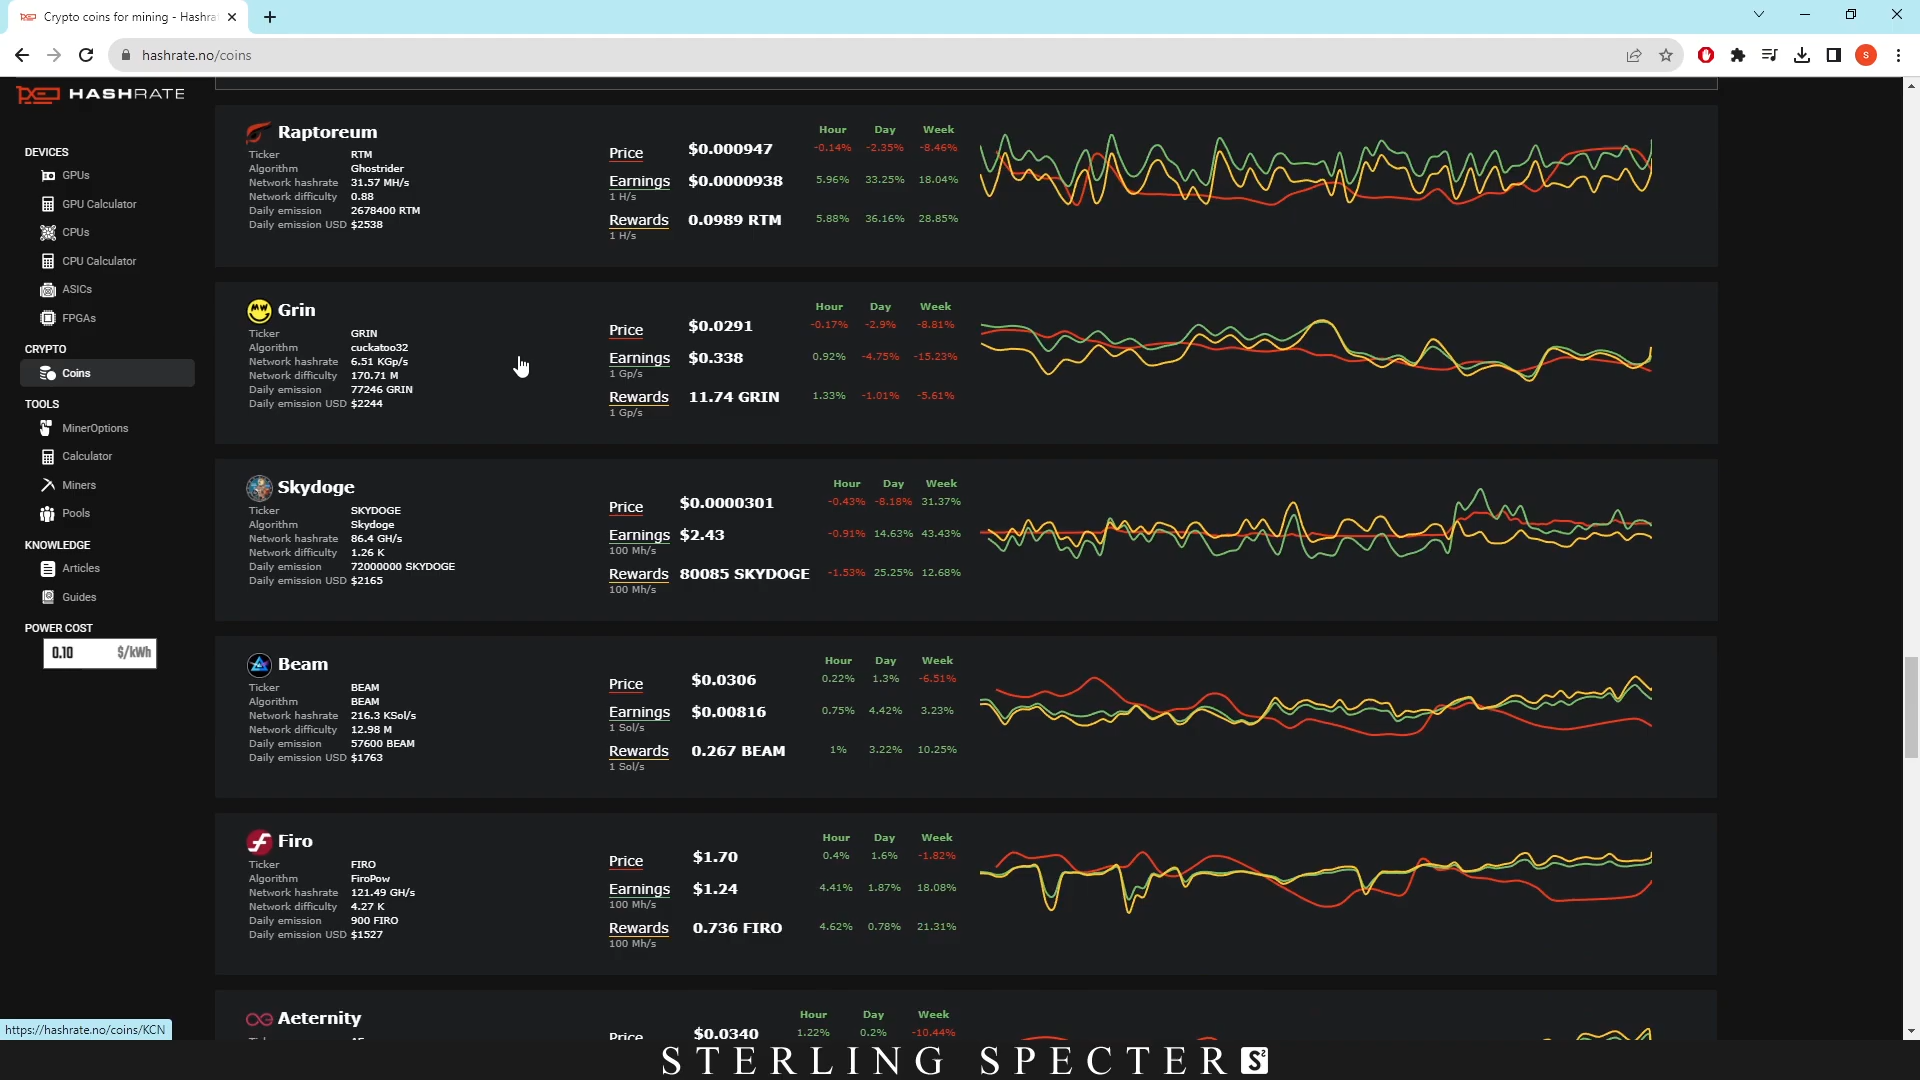 Crypto coins for mining - Hashra
hashrate.no/coins
S
HASHRATE
DEVICES
GPUs
GPU Calculator
CPUs
CPU Calculator
ASICs
FPGAs
CRYPTO
Coins
TOOLS
MinerOptions
Calculator
Miners
Pools
KNOWLEDGE
Articles
Guides
POWER COST
0.10 $/kWh
Raptoreum
Ticker RTM
Algorithm Ghostrider
Network hashrate 31.57 MH/s
Network difficulty 0.88
Daily emission 2678400 RTM
Daily emission USD $2538
Hour Day Week
Price $0.000947 -0.14% -2.35% -8.46%
Earnings $0.0000938 5.96% 33.25% 18.04%
1 H/s
Rewards 0.0989 RTM 5.88% 36.16% 28.85%
1 H/s
Grin
Ticker GRIN
Algorithm cuckatoo32
Network hashrate 6.51 KGp/s
Network difficulty 170.71 M
Daily emission 77246 GRIN
Daily emission USD $2244
Hour Day Week
Price $0.0291 -0.17% -2.9% -8.81%
Earnings $0.338 0.92% -4.75% -15.23%
1 Gp/s
Rewards 11.74 GRIN 1.33% -1.01% -5.61%
1 Gp/s
Skydoge
Ticker SKYDOGE
Algorithm Skydoge
Network hashrate 86.4 GH/s
Network difficulty 1.26 K
Daily emission 72000000 SKYDOGE
Daily emission USD $2165
Hour Day Week
Price $0.0000301 -0.43% -8.18% 31.37%
Earnings $2.43 -0.91% 14.63% 43.43%
100 Mh/s
Rewards 80085 SKYDOGE -1.53% 25.25% 12.68%
100 Mh/s
Beam
Ticker BEAM
Algorithm BEAM
Network hashrate 216.3 KSol/s
Network difficulty 12.98 M
Daily emission 57600 BEAM
Daily emission USD $1763
Hour Day Week
Price $0.0306 0.22% 1.3% -6.51%
Earnings $0.00816 0.75% 4.42% 3.23%
1 Sol/s
Rewards 0.267 BEAM 1% 3.22% 10.25%
1 Sol/s
Firo
Ticker FIRO
Algorithm FiroPow
Network hashrate 121.49 GH/s
Network difficulty 4.27 K
Daily emission 900 FIRO
Daily emission USD $1527
Hour Day Week
Price $1.70 0.4% 1.6% -1.82%
Earnings $1.24 4.41% 1.87% 18.08%
100 Mh/s
Rewards 0.736 FIRO 4.62% 0.78% 21.31%
100 Mh/s
Aeternity
Hour Day Week
Price $0.0340 1.22% 0.2% -10.44%
https://hashrate.no/coins/KCN
STERLING SPECTER S²